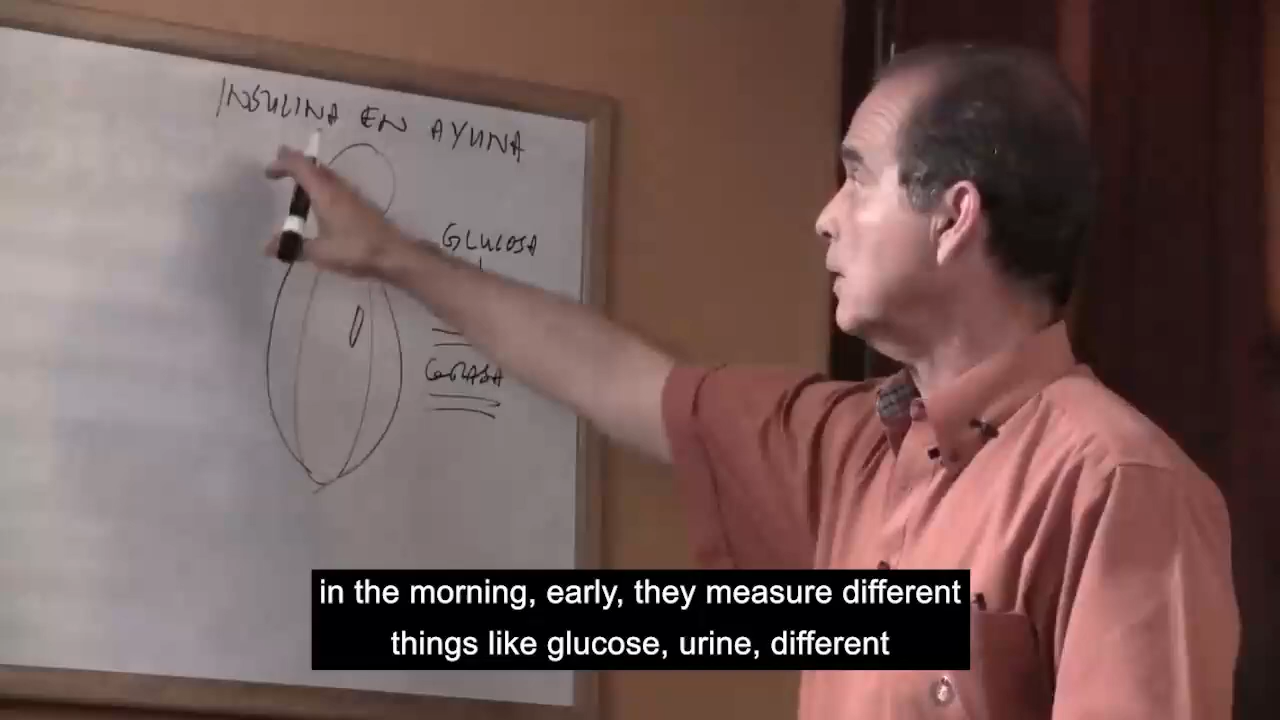 INSULINA EN AYUNA
GLUCOSA
GRASA
in the morning, early, they measure different
things like glucose, urine, different